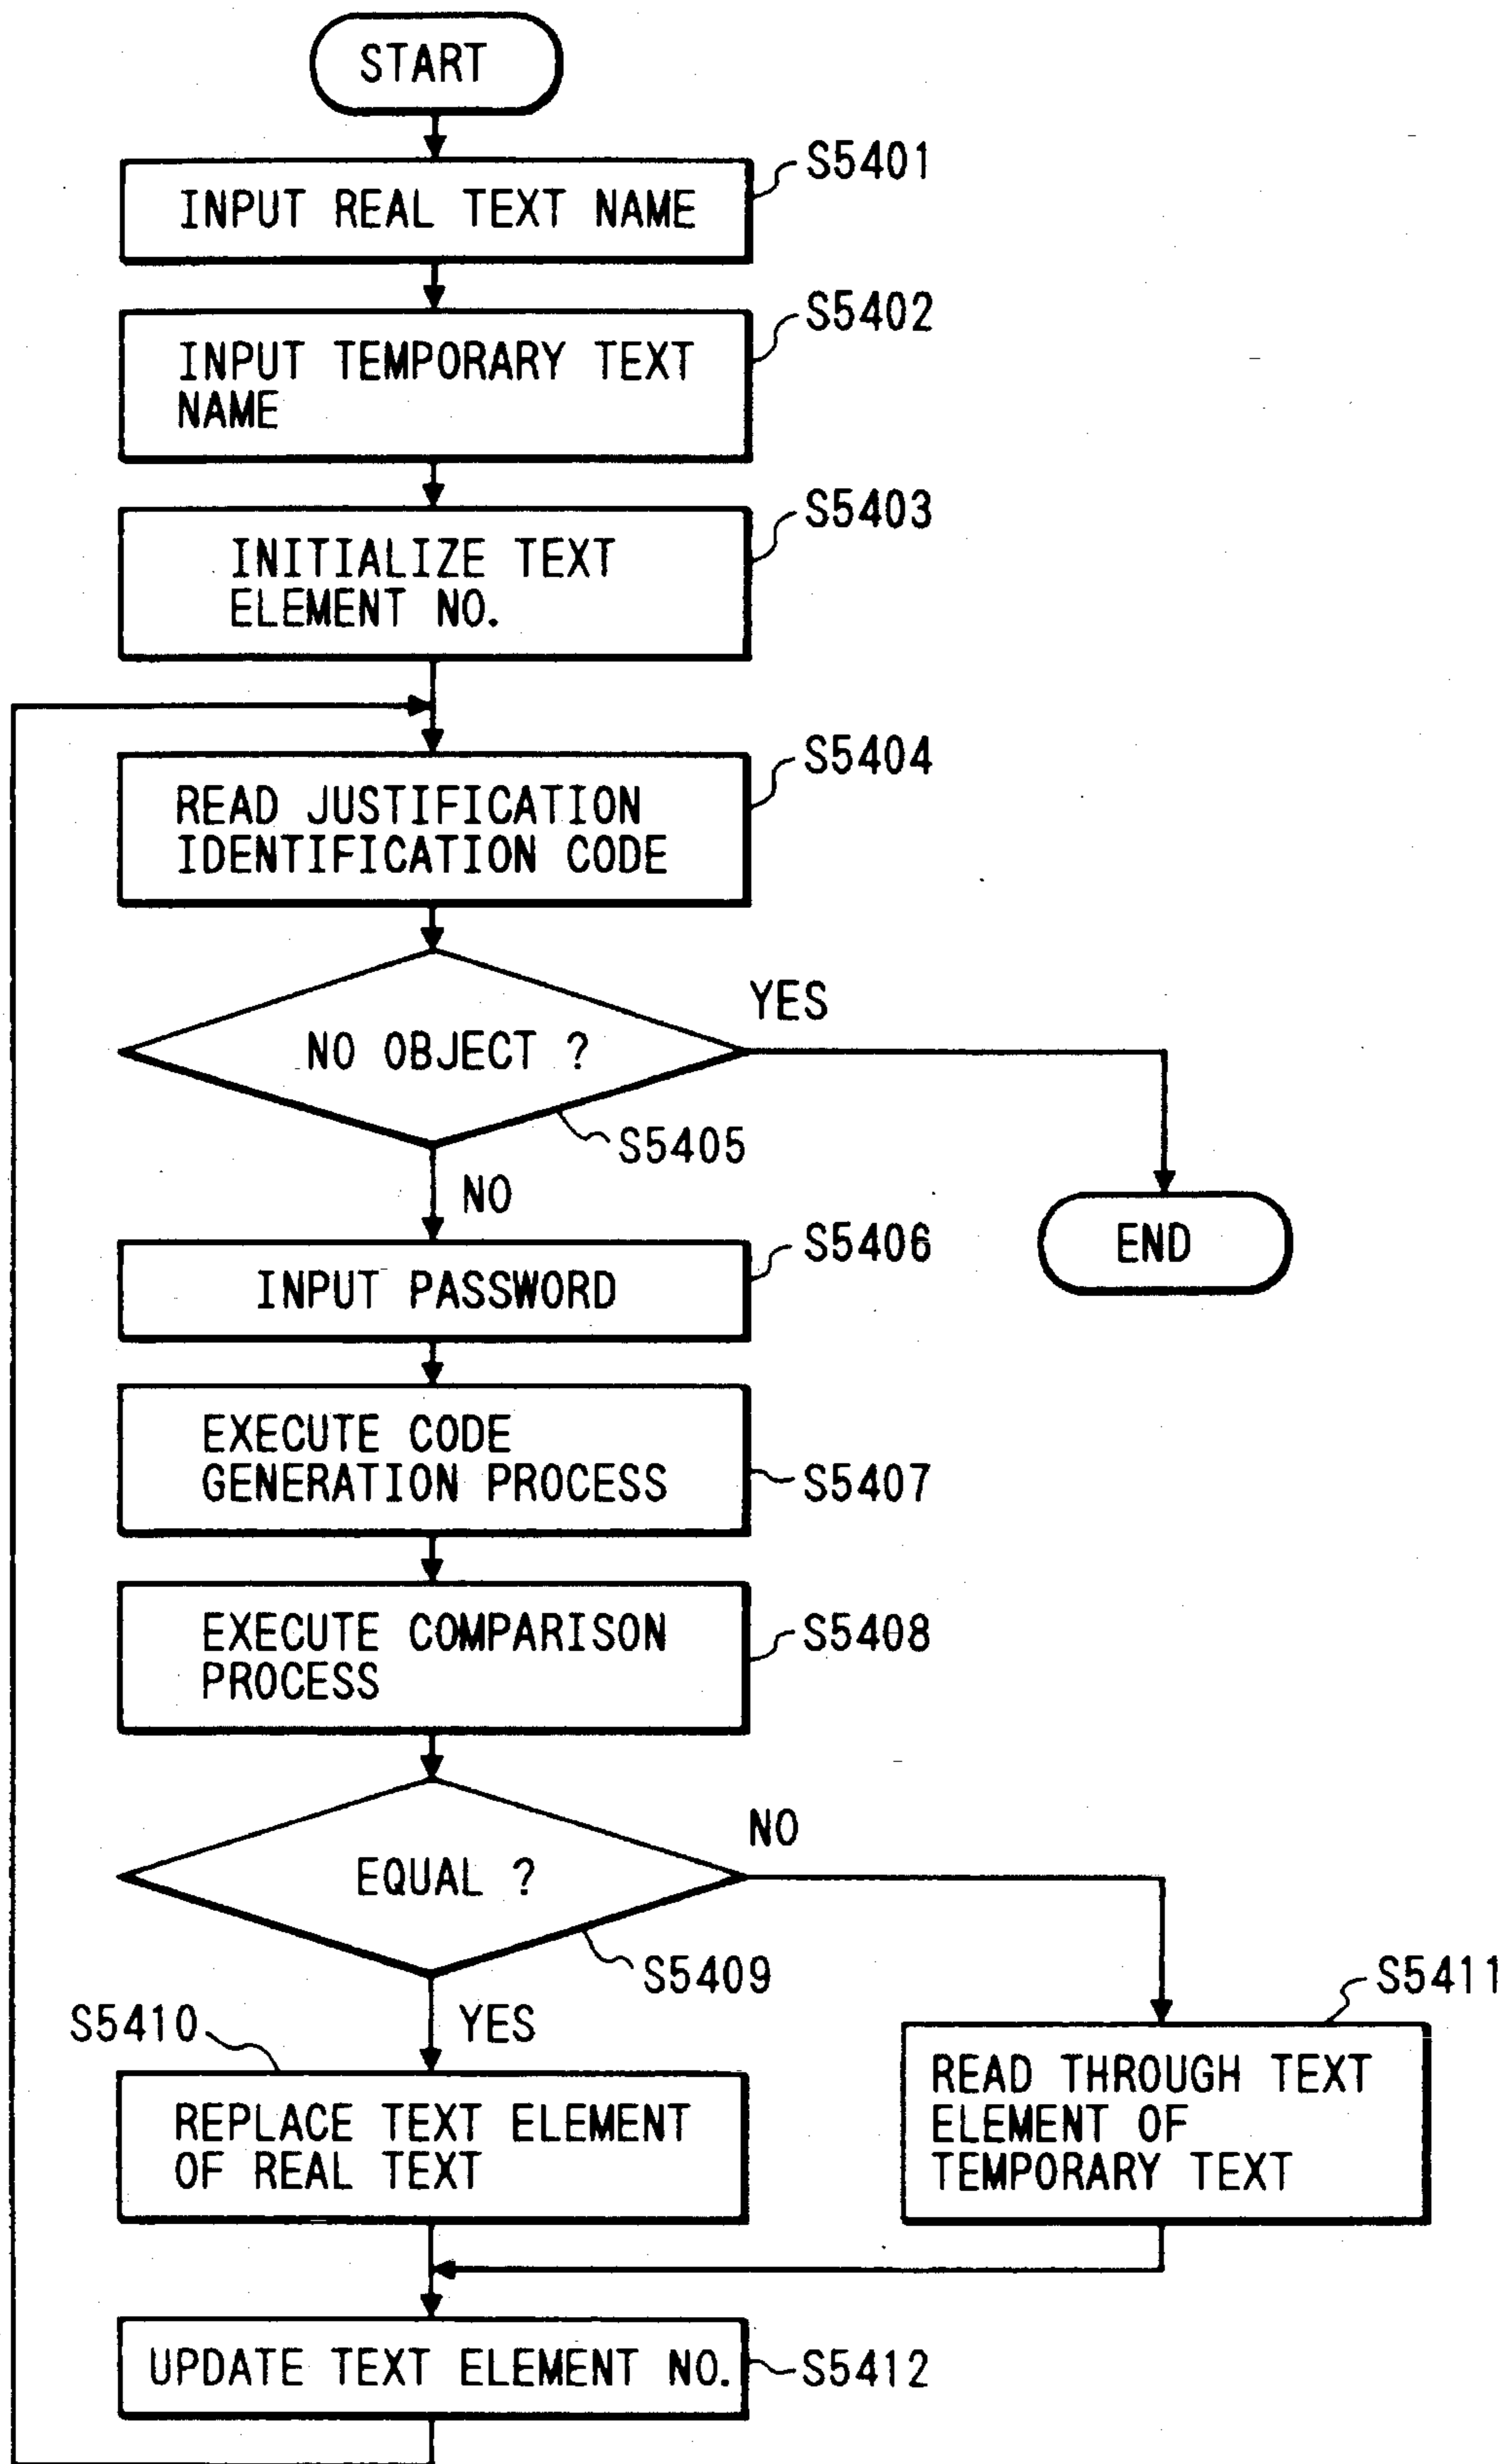 START
S5401
INPUT REAL TEXT NAME
S5402
INPUT TEMPORARY TEXT
NAME
S5403
INITIALIZE TEXT
ELEMENT NO.
S5404
READ JUSTIFICATION
IDENTIFICATION CODE
YES
NO OBJECT ?
S5405
NO
END
S5406
INPUT PASSWORD
EXECUTE CODE
GENERATION PROCESS
S5407
EXECUTE COMPARISON
PROCESS
S5408
NO
EQUAL ?
S5409
S5411
S5410
YES
READ THROUGH TEXT
ELEMENT OF
TEMPORARY TEXT
REPLACE TEXT ELEMENT
OF REAL TEXT
UPDATE TEXT ELEMENT NO.
S5412